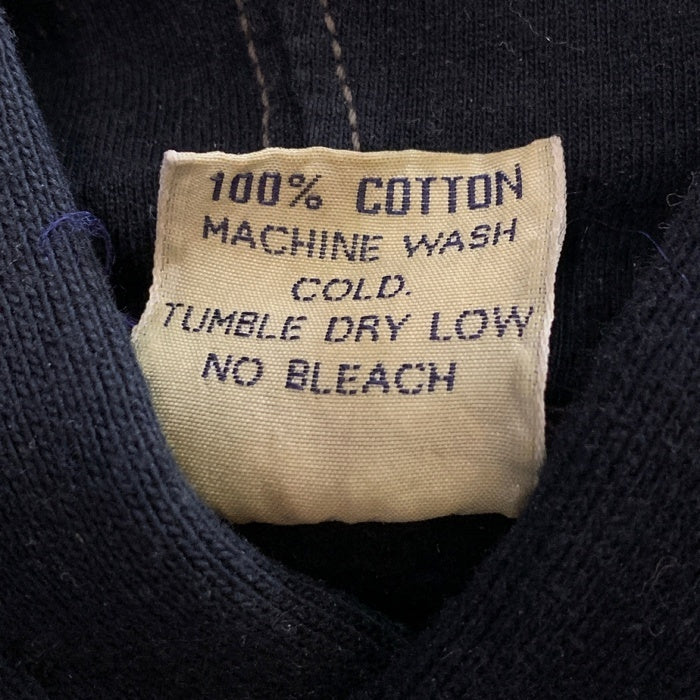 100% COTTON
MACHINE WASH
COLD.
TUMBLE DRY LOW
NO BLEACH